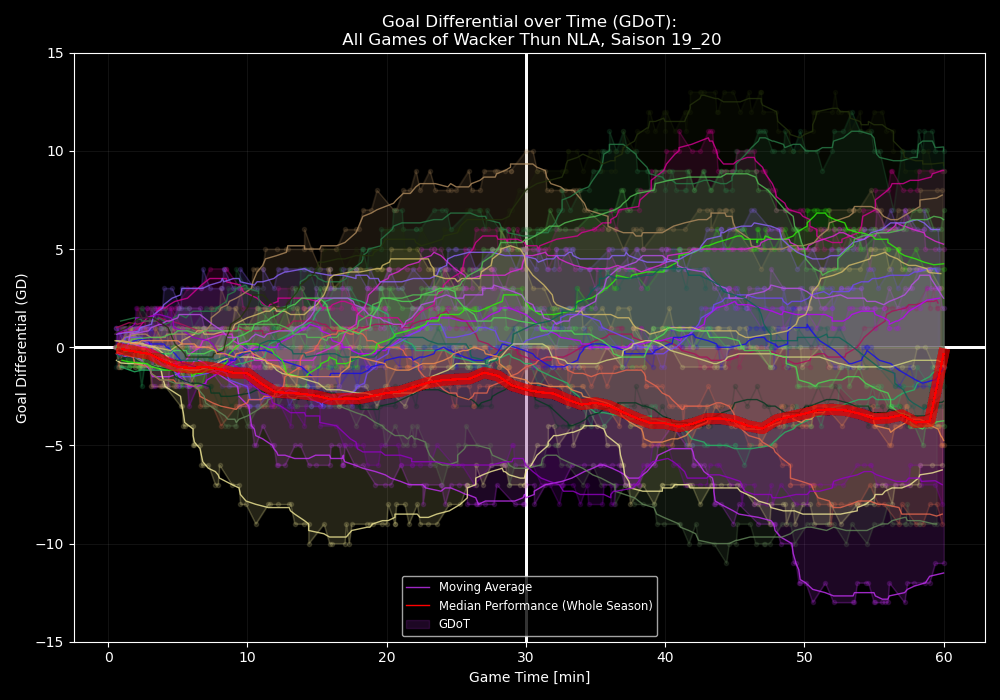 Goal Differential over Time (GDoT):
All Games of Wacker Thun NLA, Saison 19_20
15
10
5
0
−5
−10
−15
Goal Differential (GD)
0 10 20 30 40 50 60
Game Time [min]
Moving Average
Median Performance (Whole Season)
GDoT